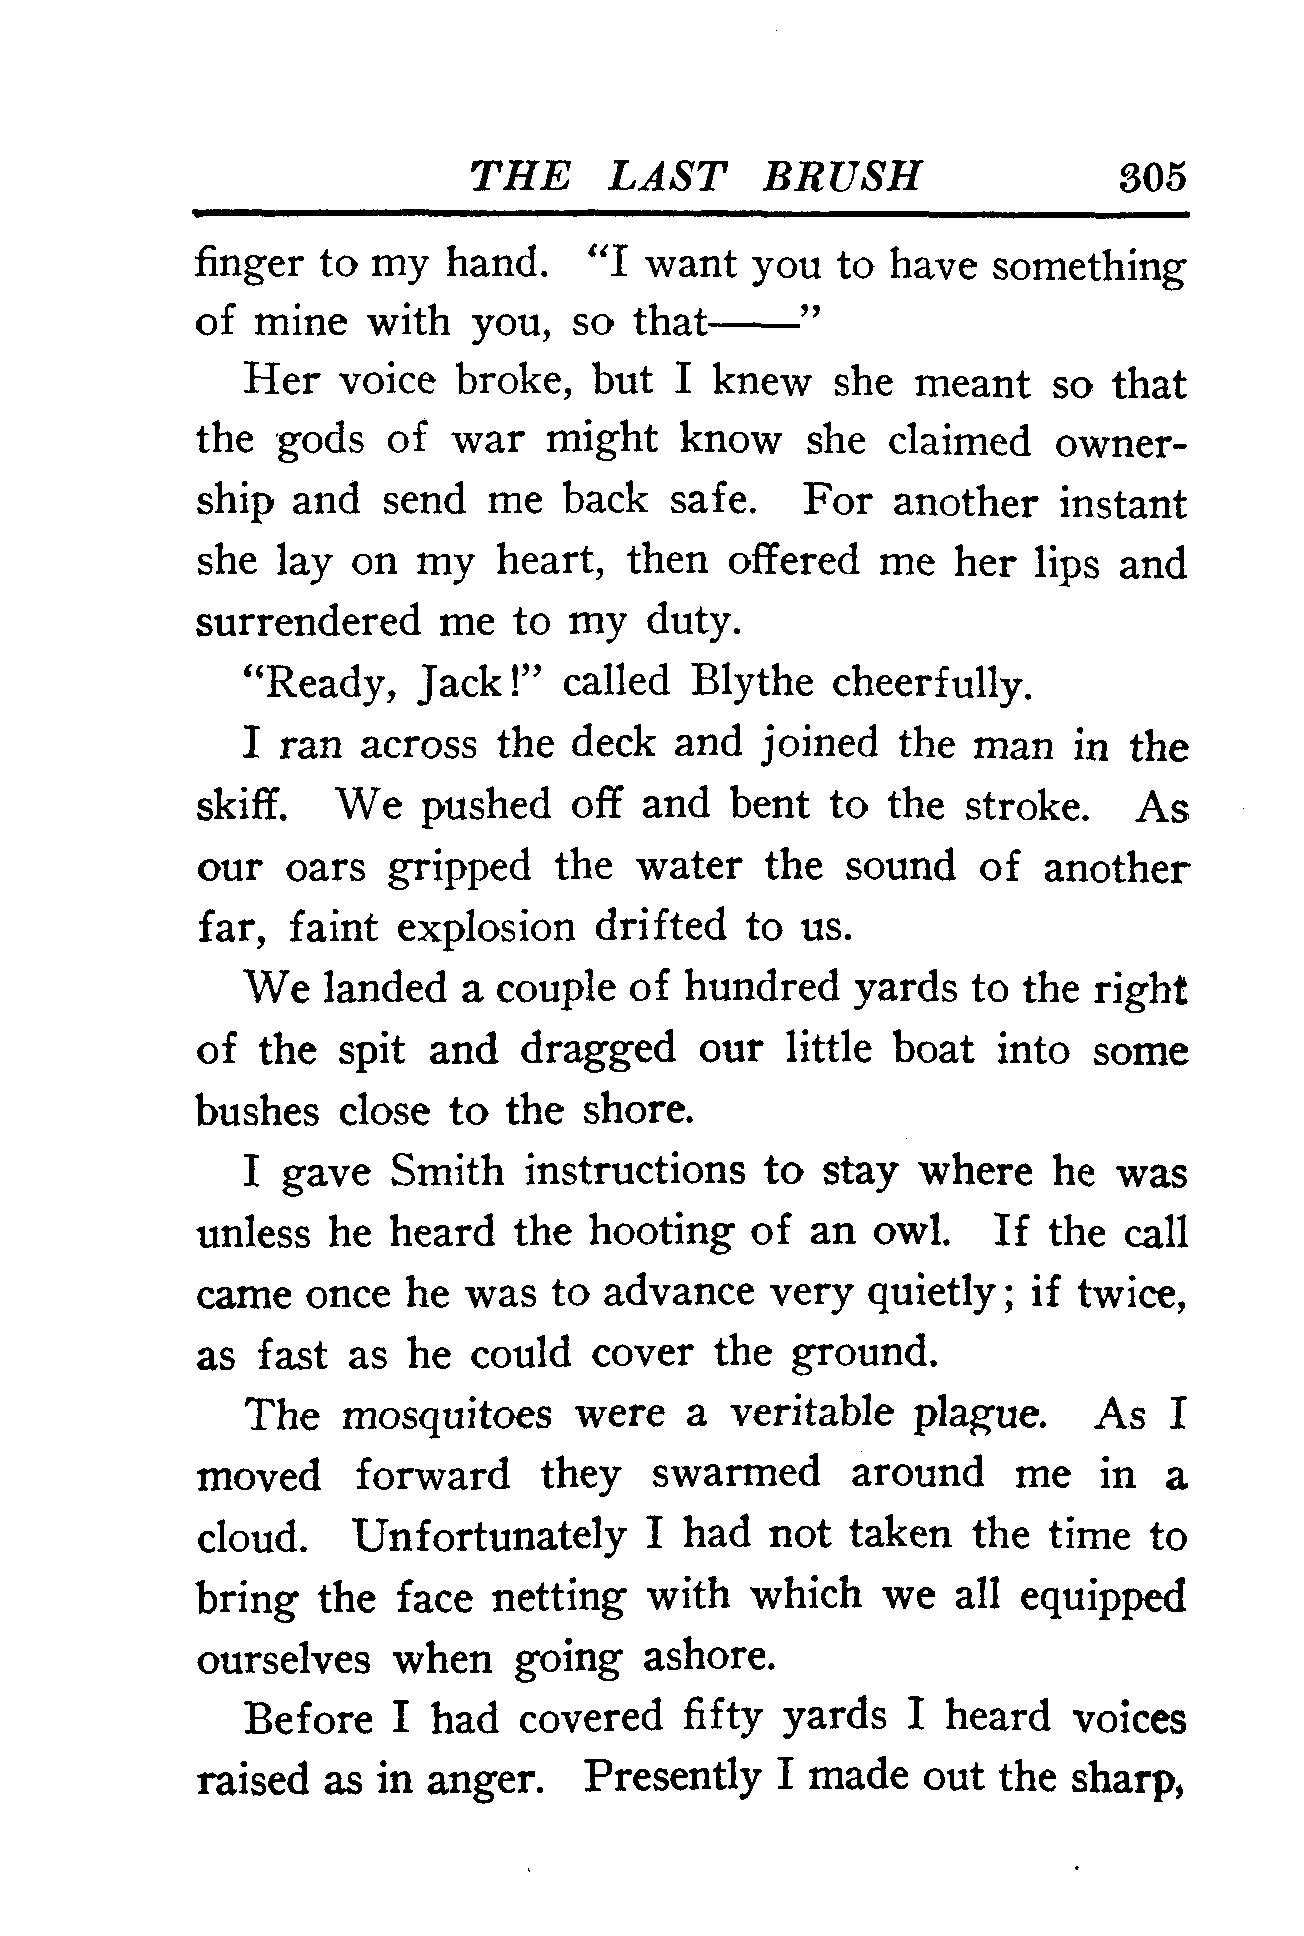 THE LAST BRUSH 305
finger to my hand. "I want you to have something
of mine with you, so that——"
Her voice broke, but I knew she meant so that
the gods of war might know she claimed owner-
ship and send me back safe. For another instant
she lay on my heart, then offered me her lips and
surrendered me to my duty.
"Ready, Jack!" called Blythe cheerfully.
I ran across the deck and joined the man in the
skiff. We pushed off and bent to the stroke. As
our oars gripped the water the sound of another
far, faint explosion drifted to us.
We landed a couple of hundred yards to the right
of the spit and dragged our little boat into some
bushes close to the shore.
I gave Smith instructions to stay where he was
unless he heard the hooting of an owl. If the call
came once he was to advance very quietly; if twice,
as fast as he could cover the ground.
The mosquitoes were a veritable plague. As I
moved forward they swarmed around me in a
cloud. Unfortunately I had not taken the time to
bring the face netting with which we all equipped
ourselves when going ashore.
Before I had covered fifty yards I heard voices
raised as in anger. Presently I made out the sharp,